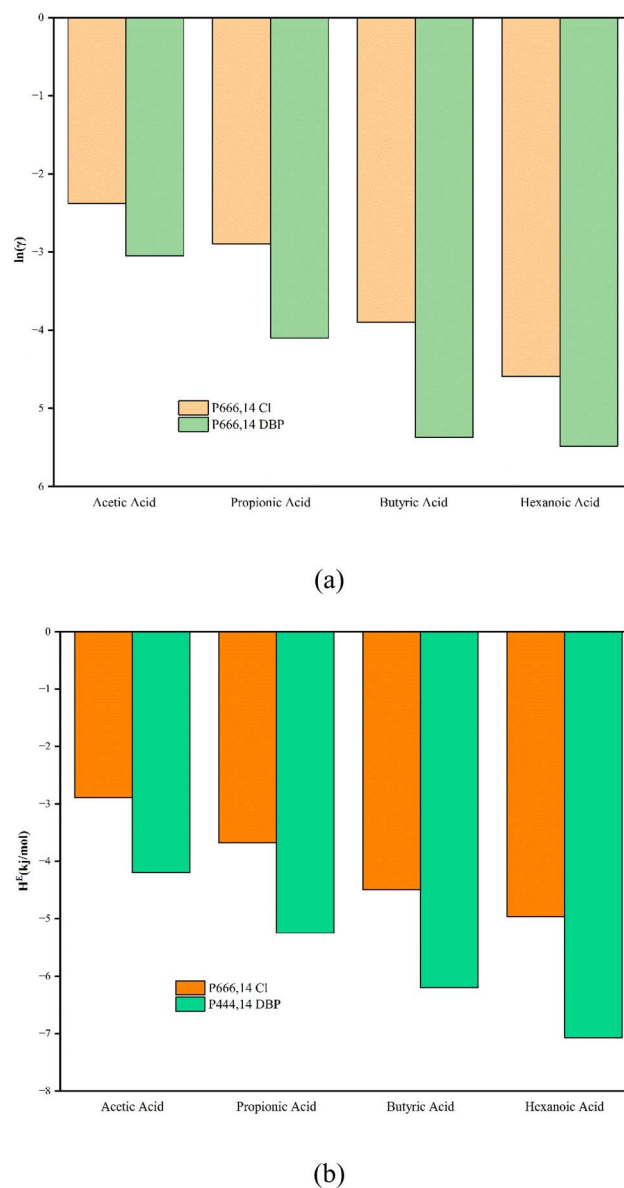 0
−1
−2
−3
−4
5
6
ln(γ)
P666,14 Cl
P666,14 DBP
Acetic Acid Propionic Acid Butyric Acid Hexanoic Acid
(a)
0
−1
−2
−3
−4
−5
−6
−7
−8
H^E(kj/mol)
P666,14 Cl
P444,14 DBP
Acetic Acid Propionic Acid Butyric Acid Hexanoic Acid
(b)